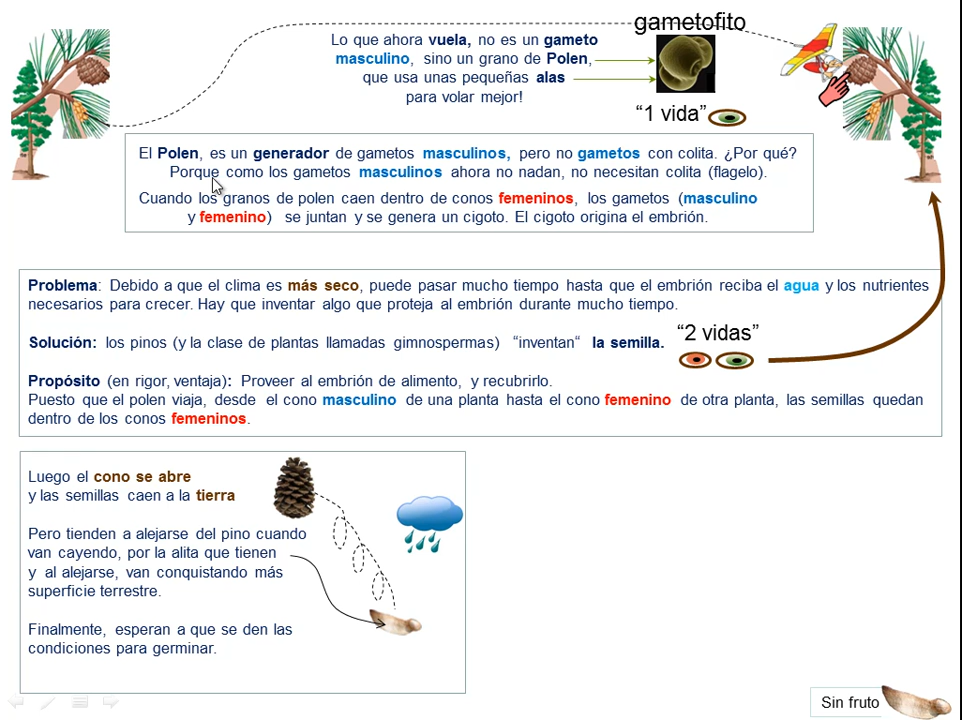 gametofito
Lo que ahora vuela, no es un gameto
masculino, sino un grano de Polen,
que usa unas pequeñas alas
para volar mejor!
“1 vida”
El Polen, es un generador de gametos masculinos, pero no gametos con colita. ¿Por qué?
Porque como los gametos masculinos ahora no nadan, no necesitan colita (flagelo).
Cuando los granos de polen caen dentro de conos femeninos, los gametos (masculino
y femenino) se juntan y se genera un cigoto. El cigoto origina el embrión.
Problema: Debido a que el clima es más seco, puede pasar mucho tiempo hasta que el embrión reciba el agua y los nutrientes
necesarios para crecer. Hay que inventar algo que proteja al embrión durante mucho tiempo.
“2 vidas”
Solución: los pinos (y la clase de plantas llamadas gimnospermas) “inventan“ la semilla.
Propósito (en rigor, ventaja): Proveer al embrión de alimento, y recubrirlo.
Puesto que el polen viaja, desde el cono masculino de una planta hasta el cono femenino de otra planta, las semillas quedan
dentro de los conos femeninos.
Luego el cono se abre
y las semillas caen a la tierra
Pero tienden a alejarse del pino cuando
van cayendo, por la alita que tienen
y al alejarse, van conquistando más
superficie terrestre.
Finalmente, esperan a que se den las
condiciones para germinar.
Sin fruto